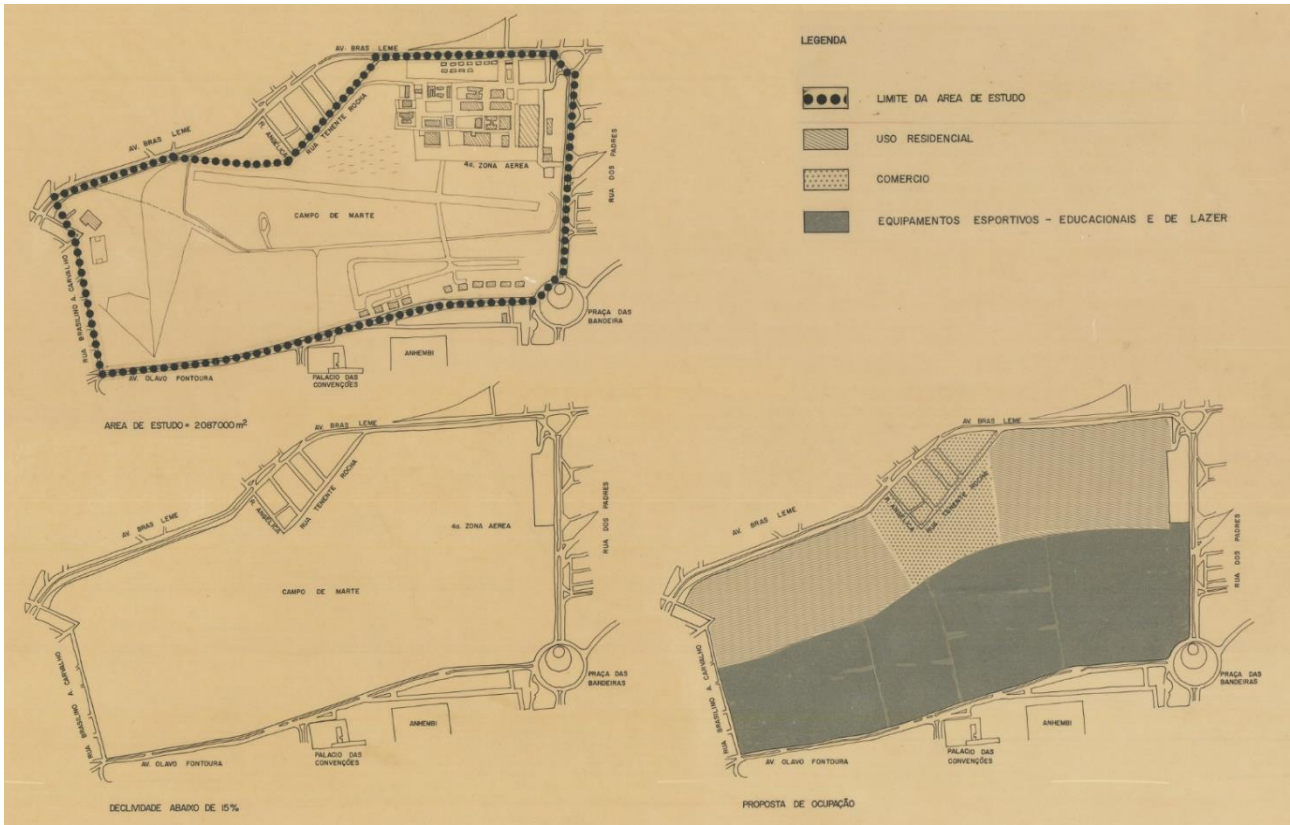 AV. BRAS LEME
AV. BRAS LEME
R. ANGELICA
RUA TENENTE ROCHA
4a. ZONA AEREA
RUA DOS PADRES
CAMPO DE MARTE
RUA BRASILINO A. CARVALHO
AV. OLAVO FONTOURA
PALACIO DAS
CONVENÇÕES
ANHEMBI
PRAÇA DAS
BANDEIRA
AREA DE ESTUDO = 2087000 m²
LEGENDA
LIMITE DA AREA DE ESTUDO
USO RESIDENCIAL
COMERCIO
EQUIPAMENTOS ESPORTIVOS - EDUCACIONAIS E DE LAZER
AV. BRAS LEME
AV. BRAS LEME
R. ANGELICA
RUA TENENTE ROCHA
4a. ZONA AEREA
RUA DOS PADRES
CAMPO DE MARTE
RUA BRASILINO A. CARVALHO
AV. OLAVO FONTOURA
PALACIO DAS
CONVENÇÕES
ANHEMBI
PRAÇA DAS
BANDEIRAS
DECLIVIDADE ABAIXO DE 15%
AV. BRAS LEME
AV. BRAS LEME
R. ANGELICA
RUA TENENTE ROCHA
RUA DOS PADRES
RUA BRASILINO A. CARVALHO
AV. OLAVO FONTOURA
PALACIO DAS
CONVENÇÕES
ANHEMBI
PRAÇA DAS
BANDEIRAS
PROPOSTA DE OCUPAÇÃO